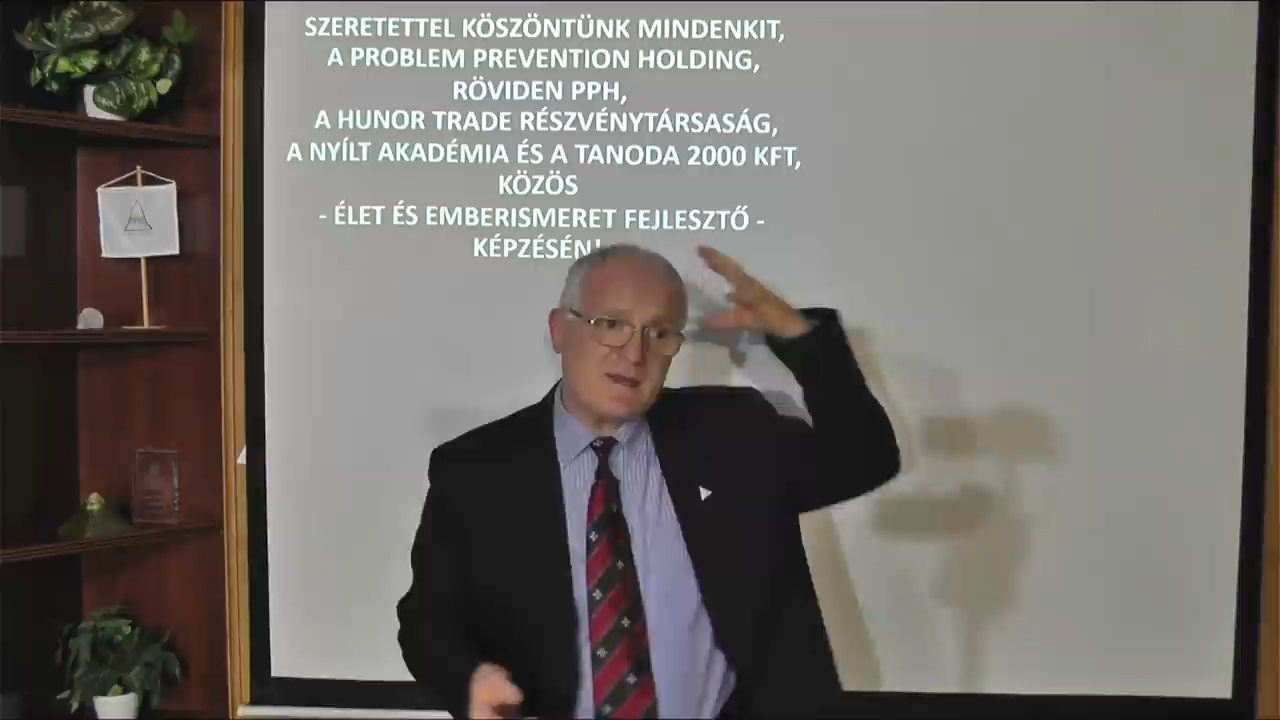 SZERETETTEL KÖSZÖNTÜNK MINDENKIT,
A PROBLEM PREVENTION HOLDING,
RÖVIDEN PPH,
A HUNOR TRADE RÉSZVÉNYTÁRSASÁG,
A NYÍLT AKADÉMIA ÉS A TANODA 2000 KFT,
KÖZÖS
- ÉLET ÉS EMBERISMERET FEJLESZTŐ -
KÉPZÉSÉN!